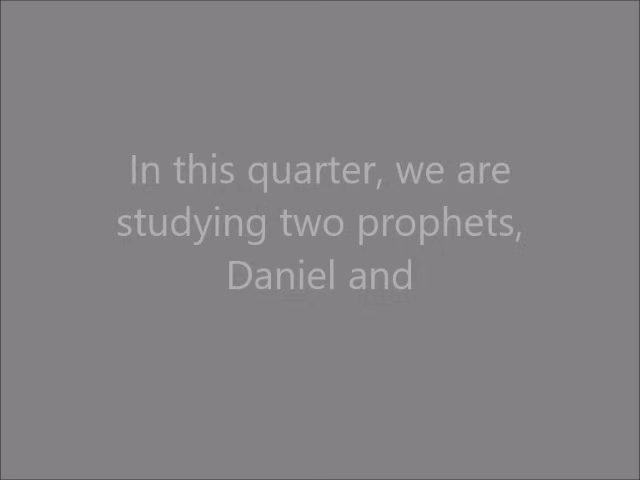 In this quarter, we are
studying two prophets,
Daniel and